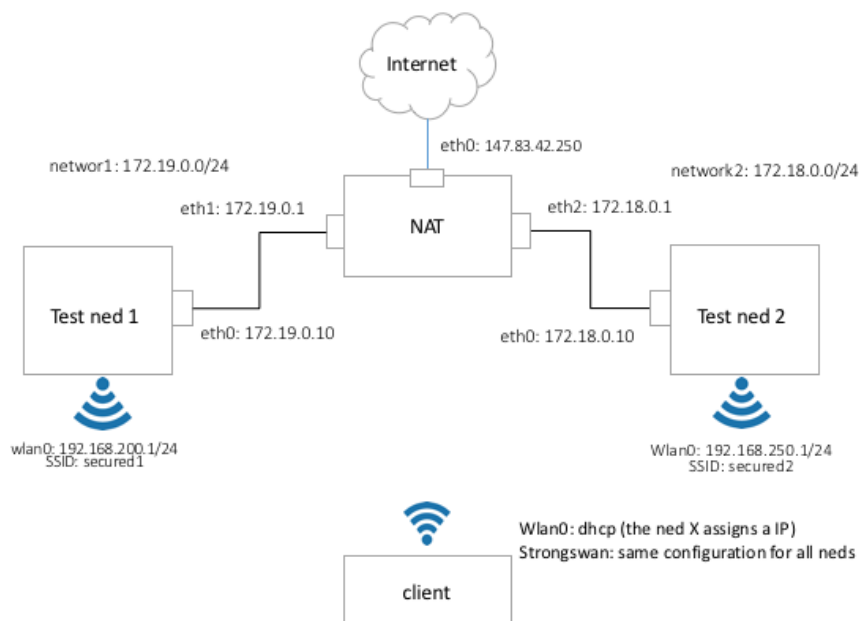 Internet
eth0: 147.83.42.250
networ1: 172.19.0.0/24
network2: 172.18.0.0/24
eth1: 172.19.0.1
NAT
eth2: 172.18.0.1
Test ned 1
Test ned 2
eth0: 172.19.0.10
eth0: 172.18.0.10
wlan0: 192.168.200.1/24
SSID: secured1
Wlan0: 192.168.250.1/24
SSID: secured2
Wlan0: dhcp (the ned X assigns a IP)
Strongswan: same configuration for all neds
client